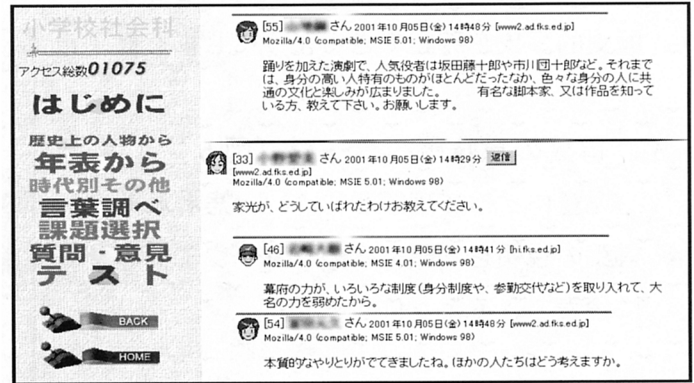 小学校社会科
アクセス総数01075
はじめに
歴史上の人物から
年表から
時代別その他
言葉調べ
課題選択
質問・意見
テスト
BACK
HOME
[55] さん 2001年10月05日(金)14時48分 [www2.ad.fks.ed.jp]
Mozilla/4.0 (compatible; MSIE 5.01; Windows 98)
踊りを加えた演劇で、人気役者は坂田藤十郎や市川団十郎など。それまで
は、身分の高い人特有のものがほとんどだったなか、色々な身分の人に共
通の文化と楽しみが広まりました。 有名な脚本家、又は作品を知って
いる方、教えて下さい。お願いします。
[33] さん 2001年10月05日(金)14時29分 返信
[www2.ad.fks.ed.jp]
Mozilla/4.0 (compatible; MSIE 5.01; Windows 98)
家光が、どうしていばれたわけお教えてください。
[46] さん 2001年10月05日(金)14時41分 [hi.fks.ed.jp]
Mozilla/4.0 (compatible; MSIE 4.01; Windows 98)
幕府の力が、いろいろな制度(身分制度や、参勤交代など)を取り入れて、大
名の力を弱めたから。
[54] さん 2001年10月05日(金)14時48分 [www2.ad.fks.ed.jp]
Mozilla/4.0 (compatible; MSIE 5.01; Windows 98)
本質的なやりとりがでてきましたね。ほかの人たちはどう考えますか。